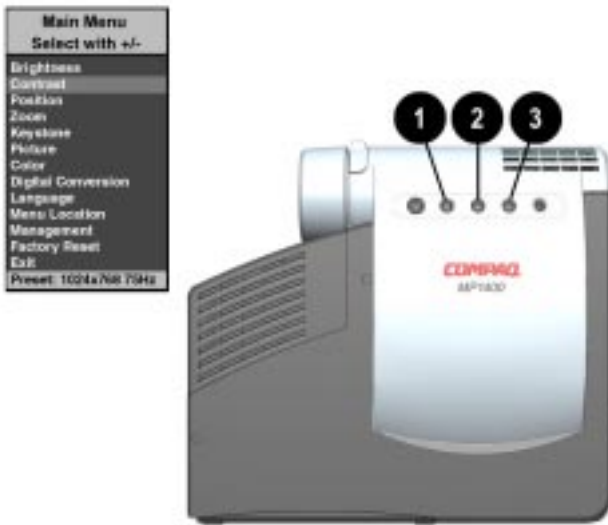 Main Menu
Select with +/-
Brightness
Contrast
Position
Zoom
Keystone
Picture
Color
Digital Conversion
Language
Menu Location
Management
Factory Reset
Exit
Preset: 1024x768 75Hz
1 2 3
COMPAQ
MP1600